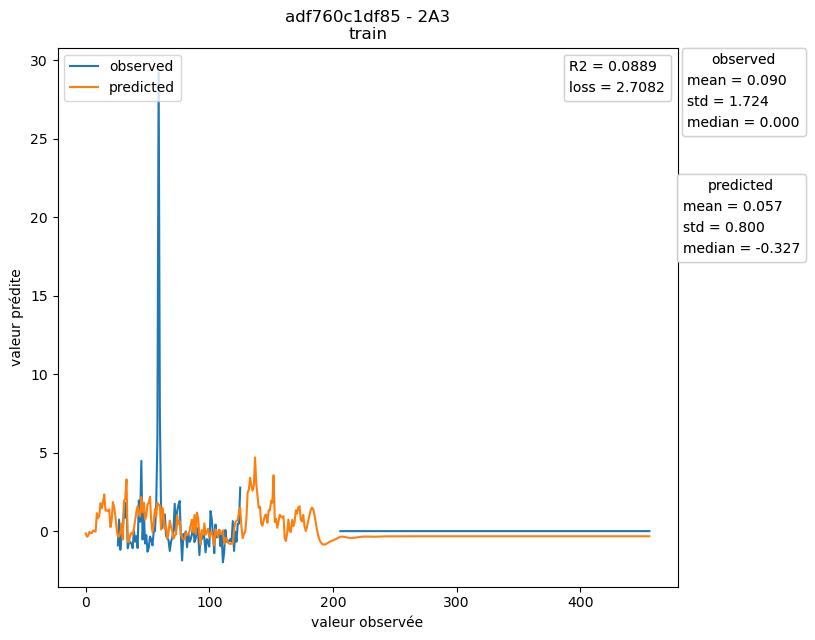 adf760c1df85 - 2A3
train
observed
predicted
R2 = 0.0889
loss = 2.7082
observed
mean = 0.090
std = 1.724
median = 0.000
predicted
mean = 0.057
std = 0.800
median = -0.327
30
25
20
15
10
5
0
valeur prédite
0
100
200
300
400
valeur observée